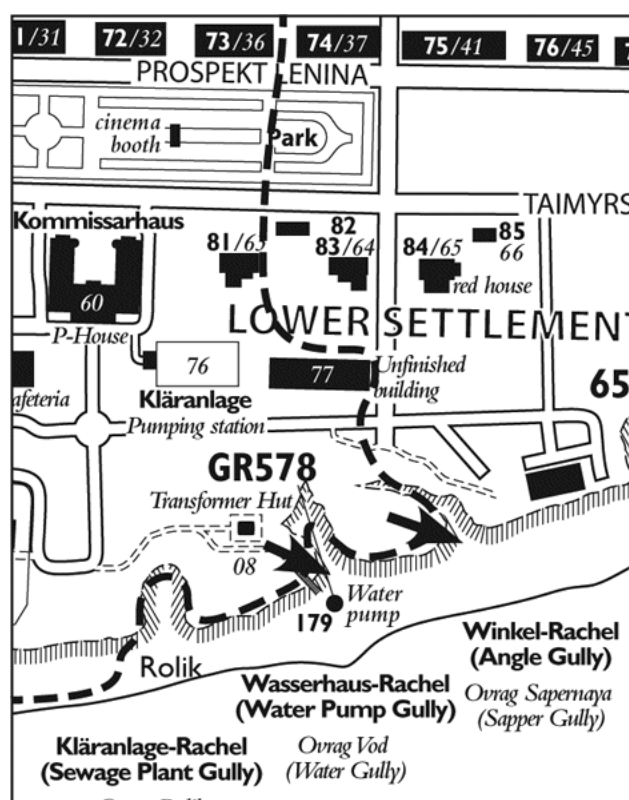 1/31 72/32 73/36 74/37 75/41 76/45 7
PROSPEKT LENINA
cinema
booth
Park
TAIMYRS
Kommissarhaus
81/63
82
83/64
84/65
85
66
red house
60
P-House
LOWER SETTLEMENT
76
77
Unfinished
building
afeteria
Kläranlage
Pumping station
65
GR578
Transformer Hut
08
179
Water
pump
Rolik
Winkel-Rachel
(Angle Gully)
Ovrag Sapernaya
(Sapper Gully)
Wasserhaus-Rachel
(Water Pump Gully)
Ovrag Vod
(Water Gully)
Kläranlage-Rachel
(Sewage Plant Gully)